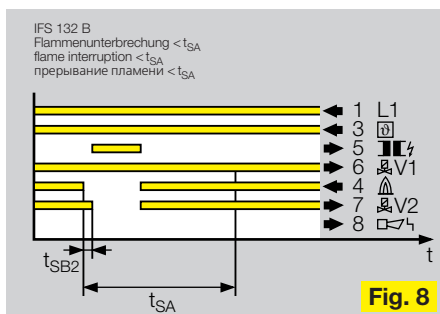 IFS 132 B
Flammenunterbrechung < tSA
flame interruption < tSA
прерывание пламени < tSA
1 L1
3 ϑ
5
6 V1
4
7 V2
8
t
tSB2
tSA
Fig. 8